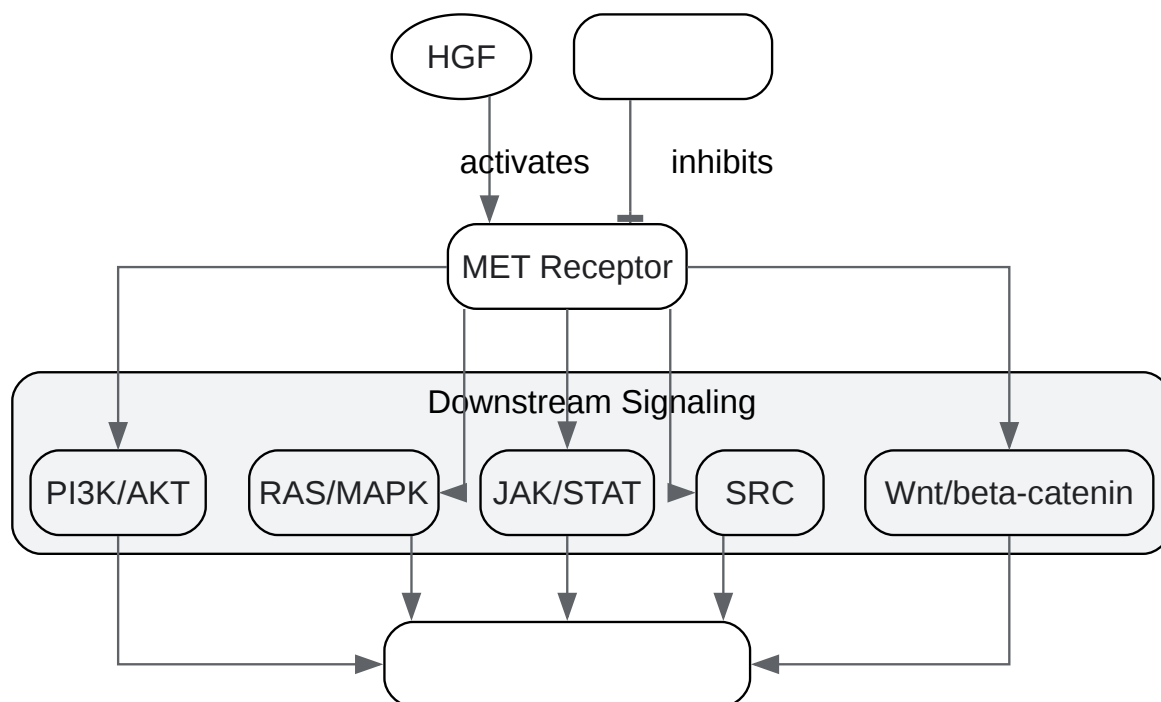 HGF
activates
inhibits
MET Receptor
Downstream Signaling
PI3K/AKT
RAS/MAPK
JAK/STAT
SRC
Wnt/beta-catenin